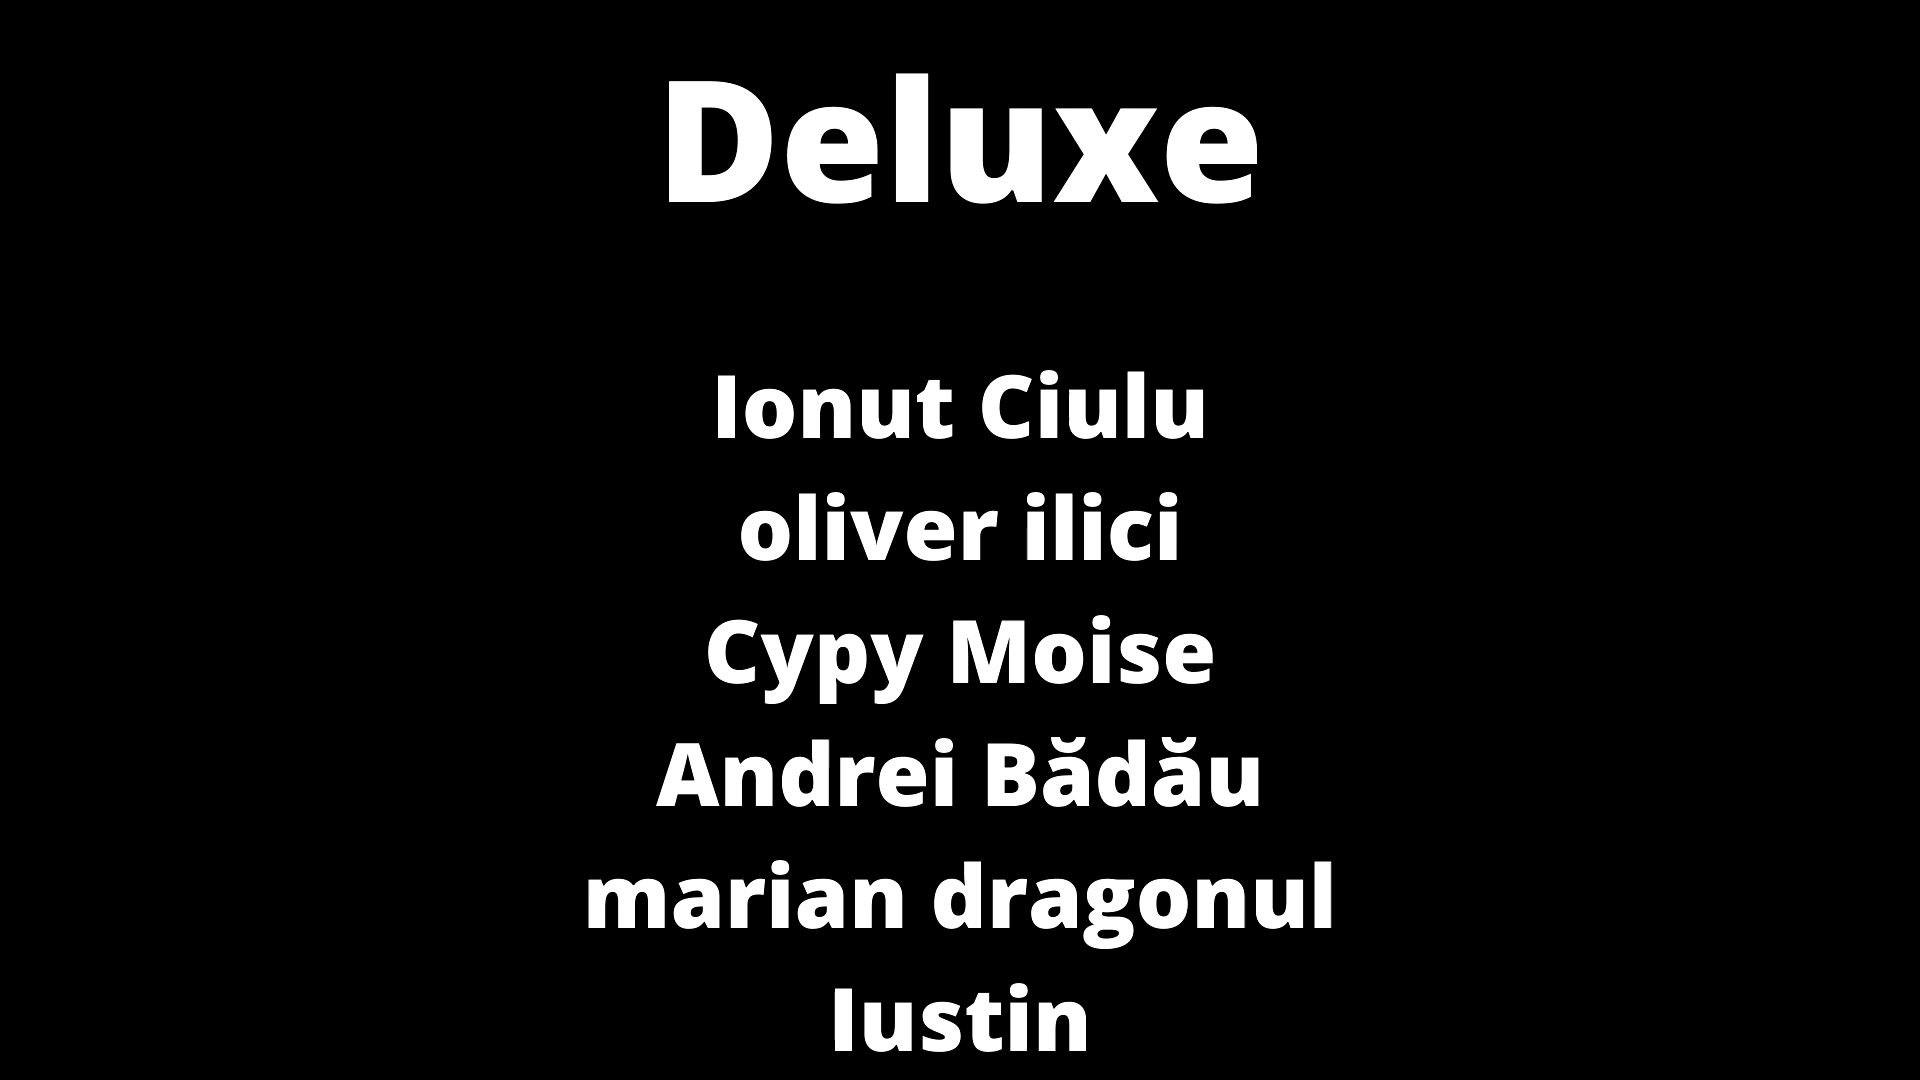 Deluxe
Ionut Ciulu
oliver ilici
Cypy Moise
Andrei Bădău
marian dragonul
Iustin